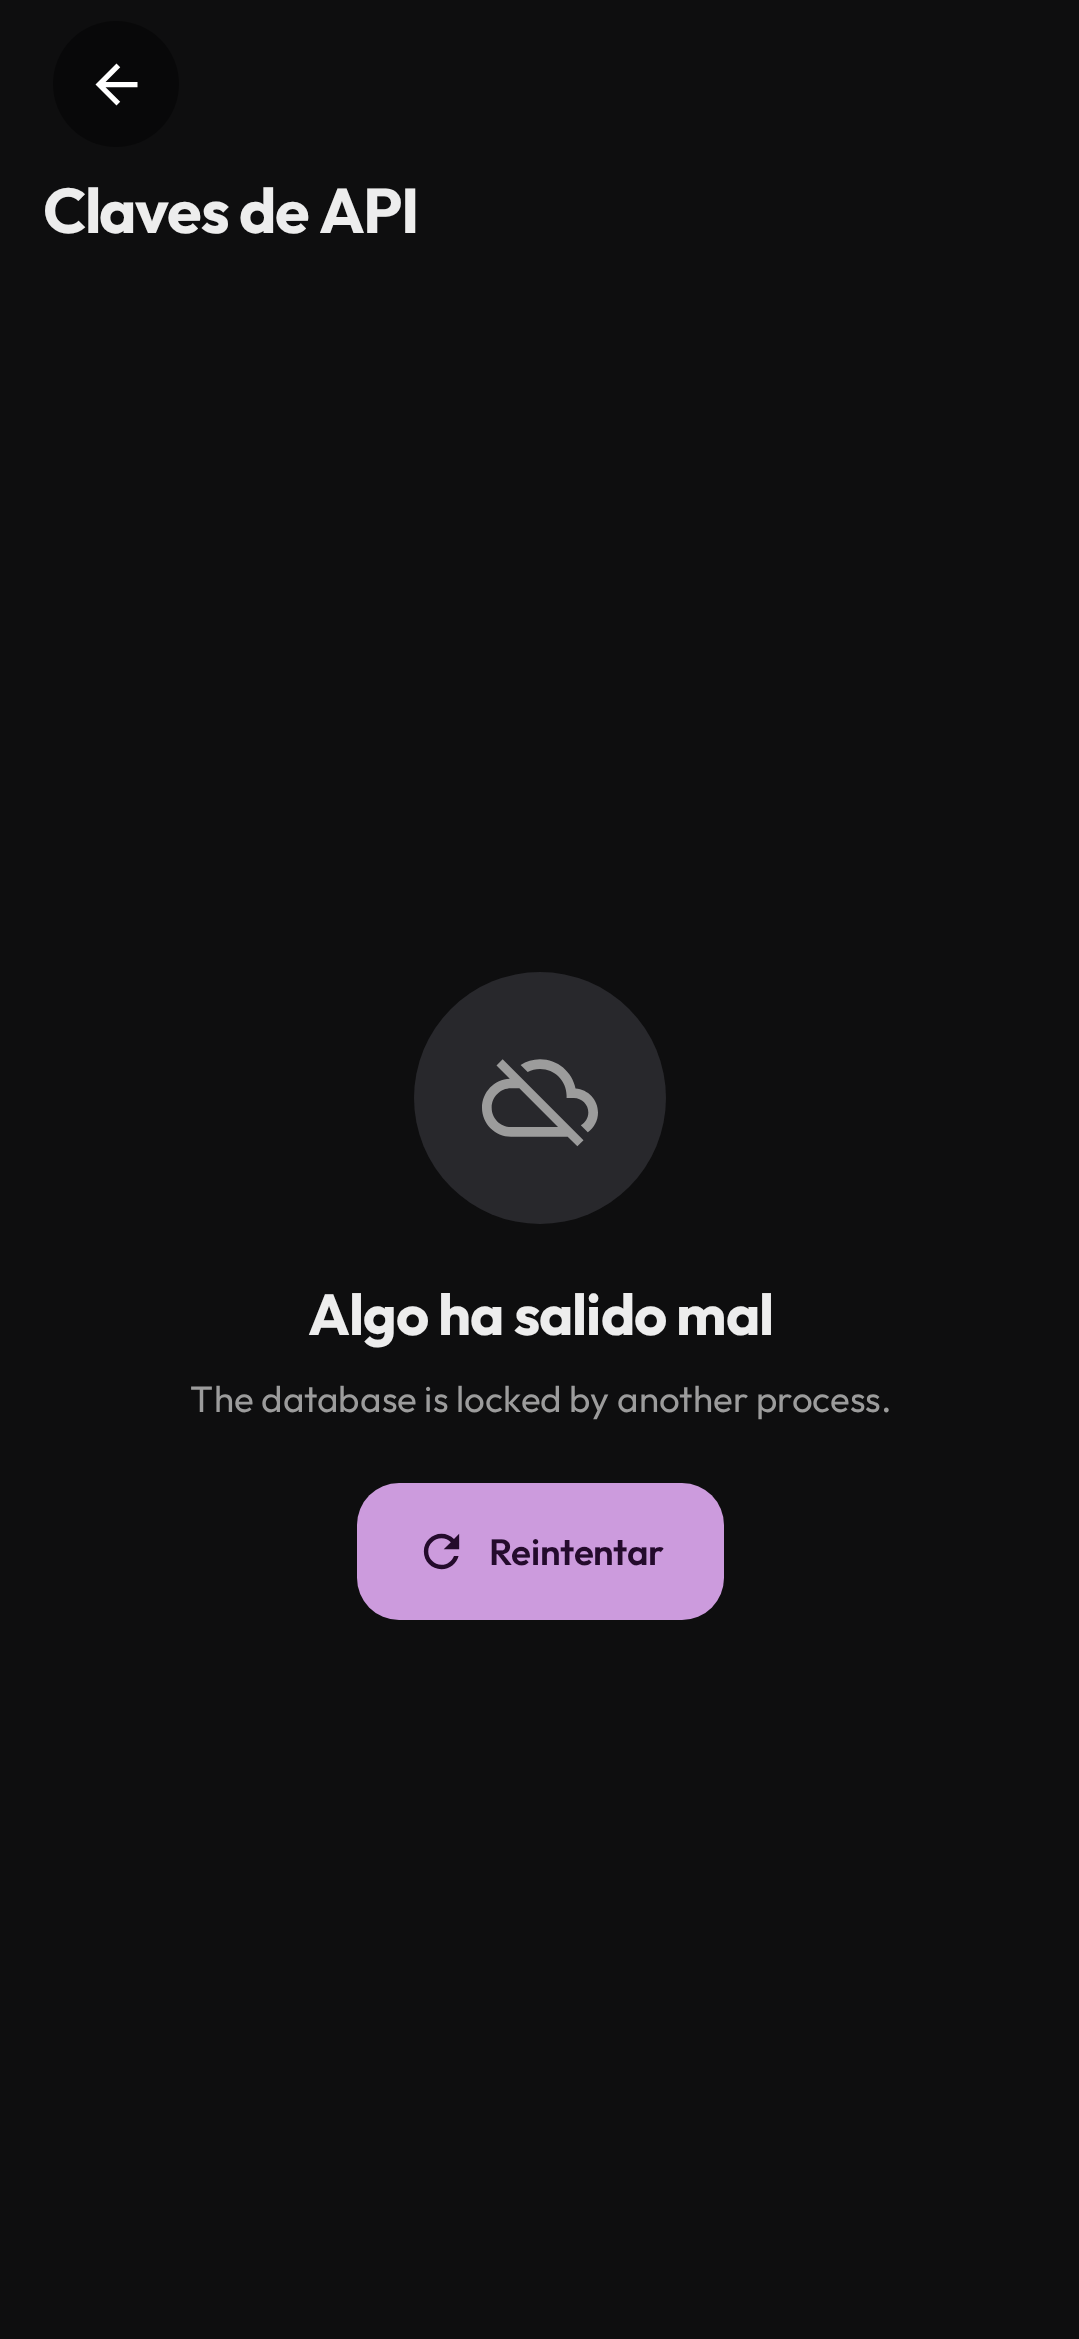 Claves de API
Algo ha salido mal
The database is locked by another process.
Reintentar